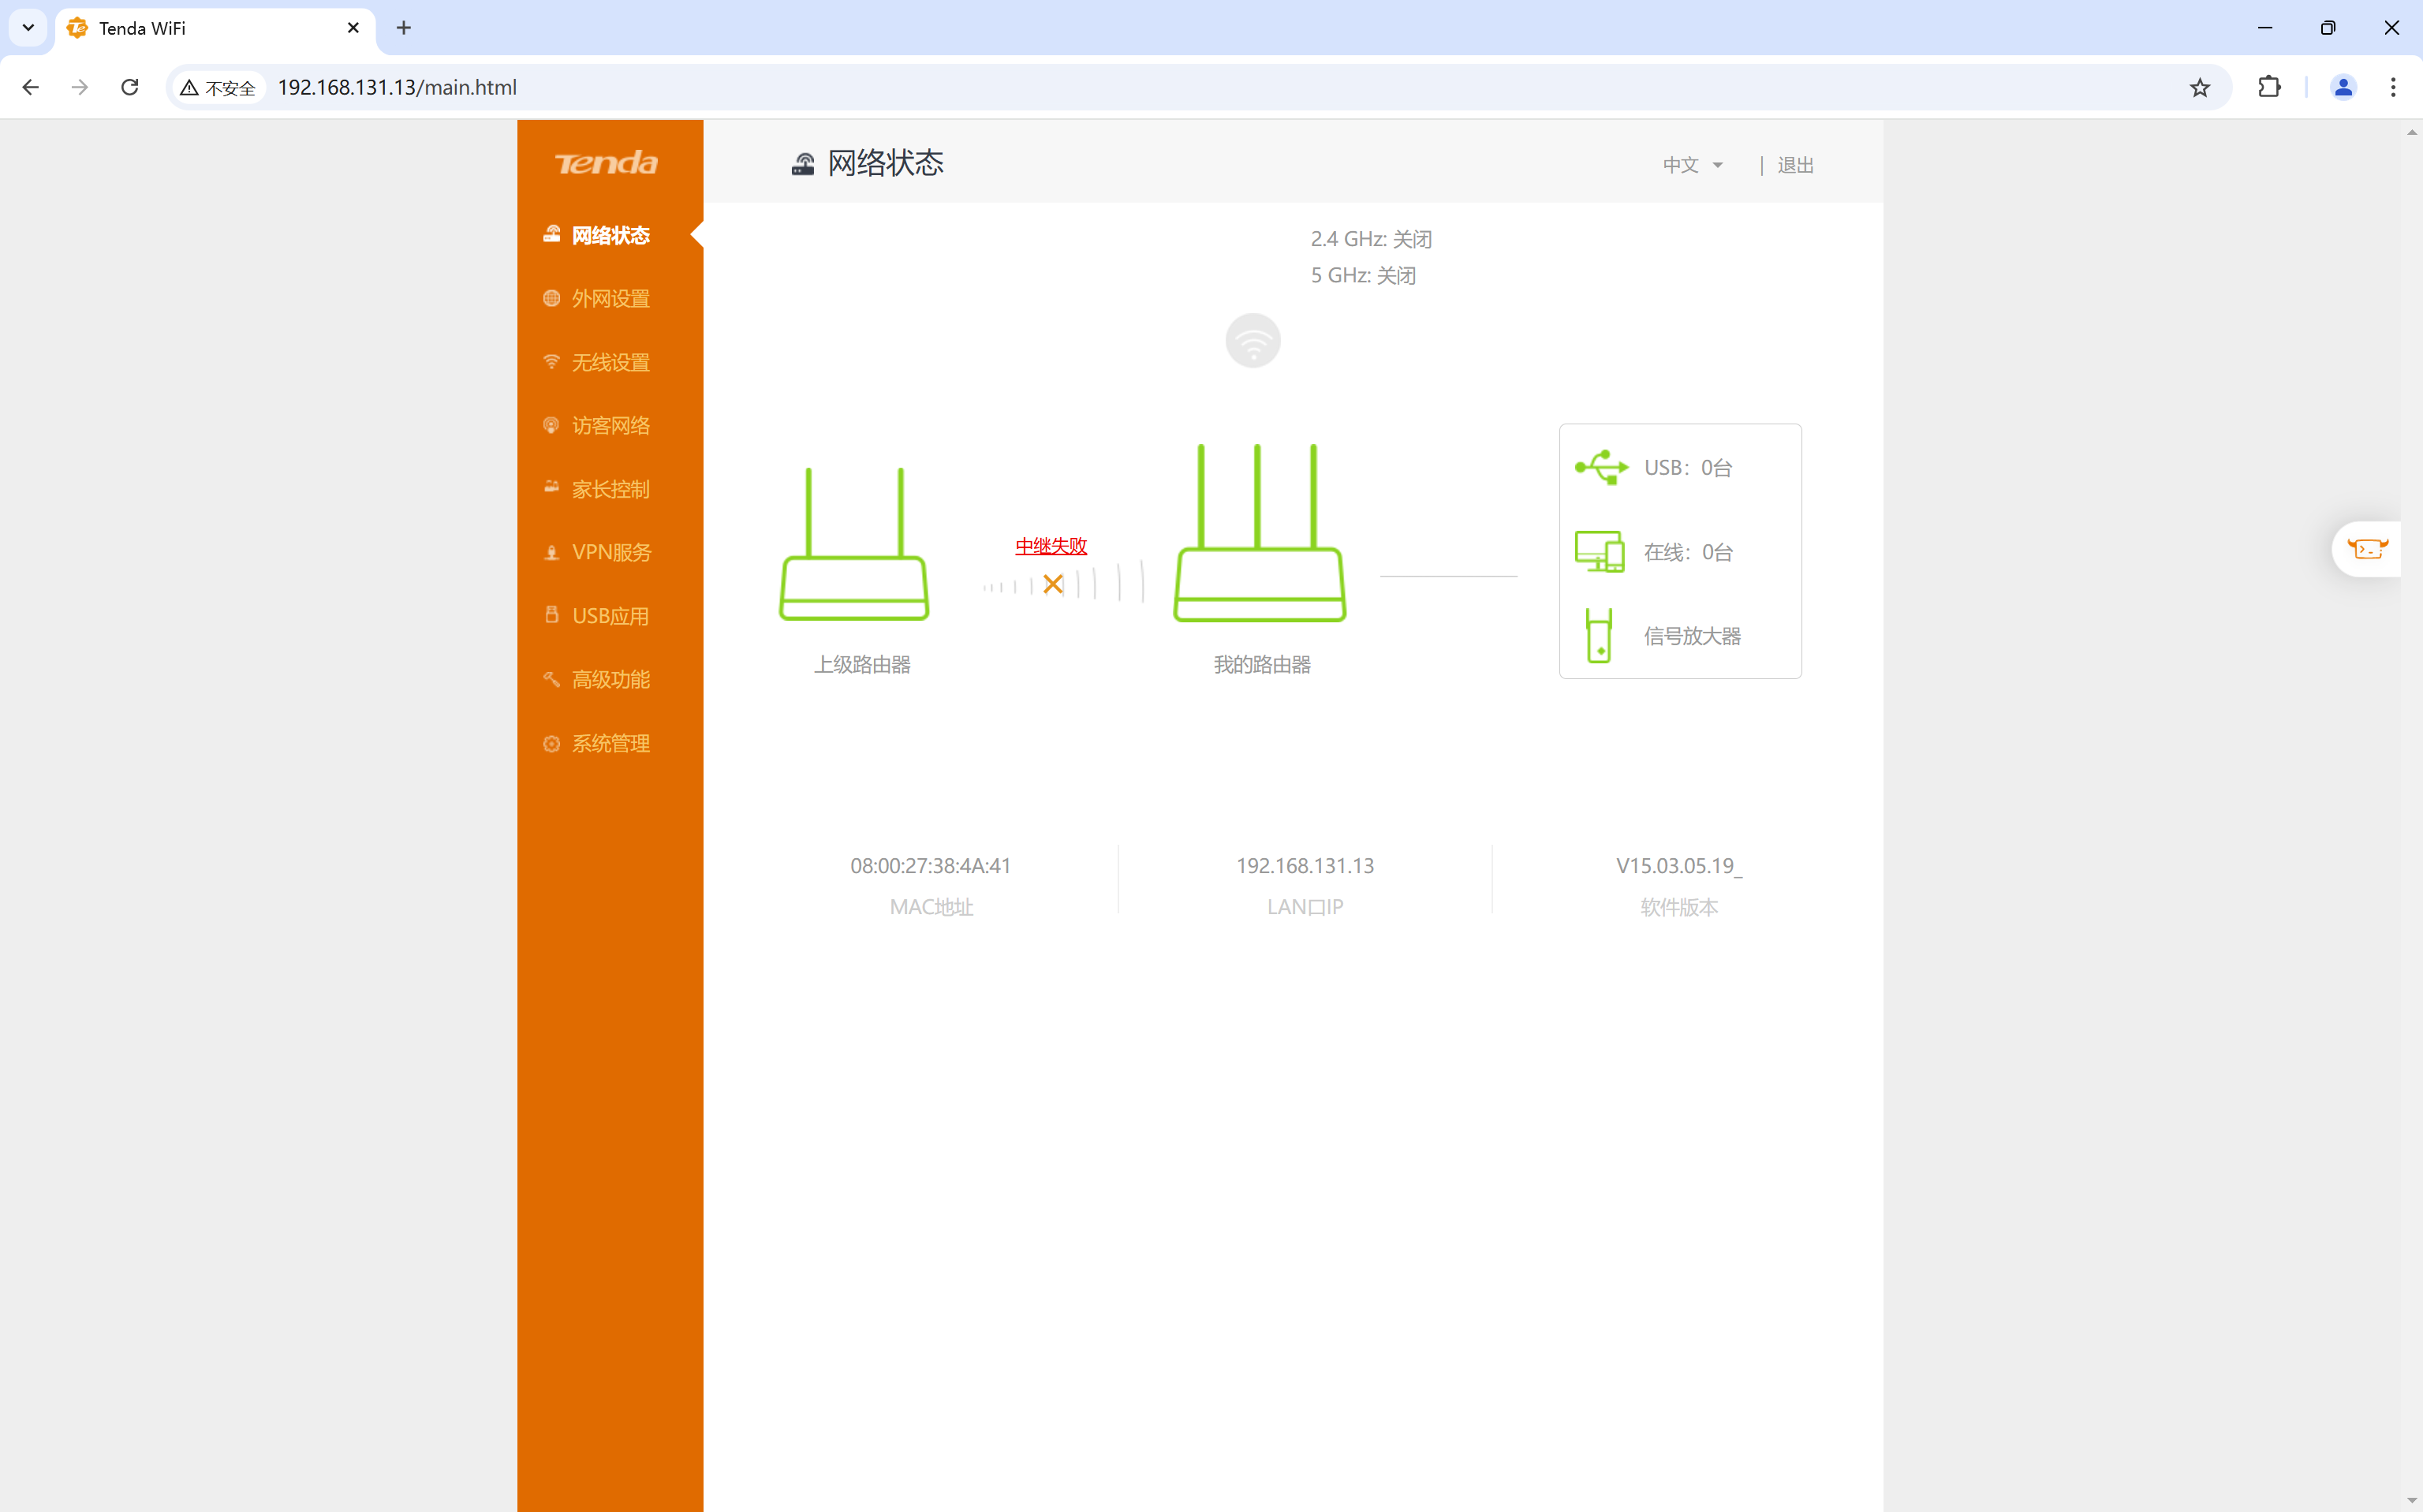 Tenda WiFi
不安全
192.168.131.13/main.html
Tenda
网络状态
中文
| 退出
网络状态
外网设置
无线设置
访客网络
家长控制
VPN服务
USB应用
高级功能
系统管理
2.4 GHz: 关闭
5 GHz: 关闭
中继失败
上级路由器
我的路由器
USB：0台
在线：0台
信号放大器
08:00:27:38:4A:41
MAC地址
192.168.131.13
LAN口IP
V15.03.05.19_
软件版本